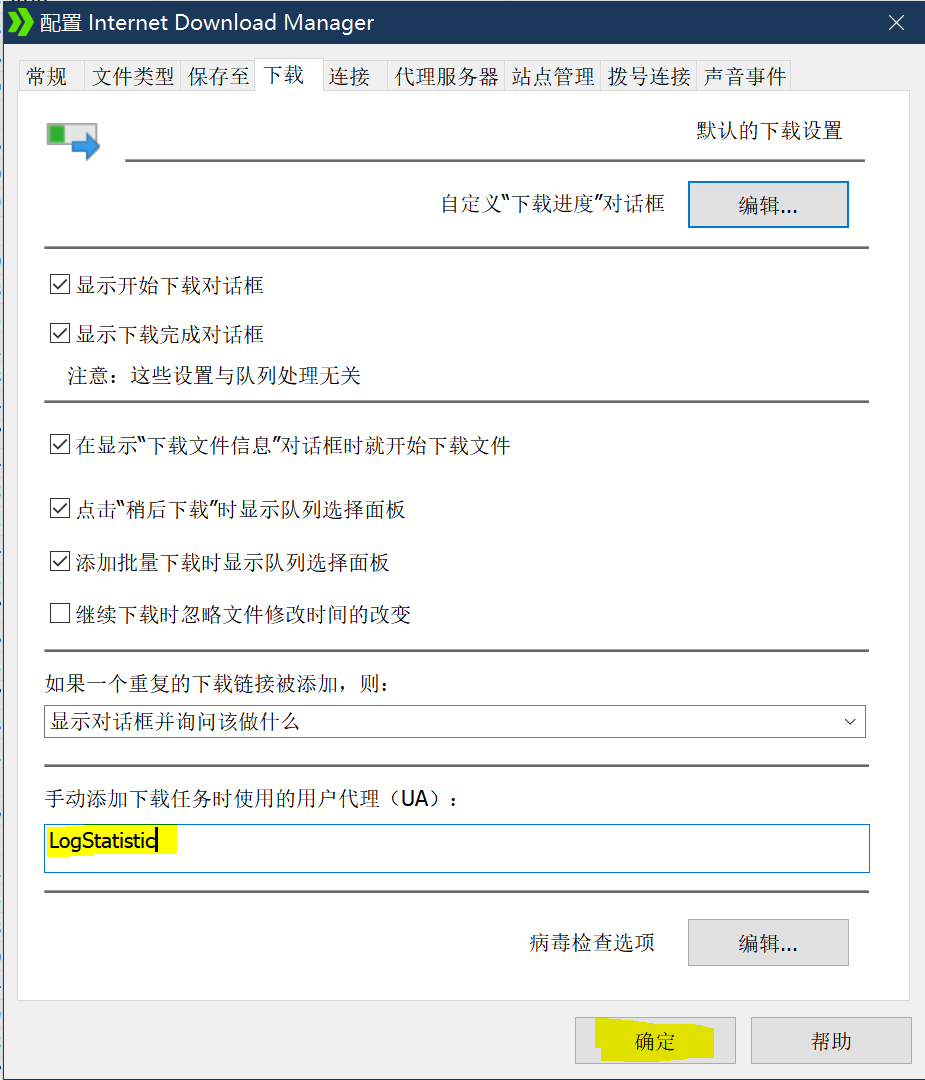 配置 Internet Download Manager
常规 文件类型 保存至 下载 连接 代理服务器 站点管理 拨号连接 声音事件
默认的下载设置
自定义“下载进度”对话框 编辑...
显示开始下载对话框
显示下载完成对话框
注意：这些设置与队列处理无关
在显示“下载文件信息”对话框时就开始下载文件
点击“稍后下载”时显示队列选择面板
添加批量下载时显示队列选择面板
继续下载时忽略文件修改时间的改变
如果一个重复的下载链接被添加，则：
显示对话框并询问该做什么
手动添加下载任务时使用的用户代理（UA）：
LogStatistic
病毒检查选项 编辑...
确定 帮助